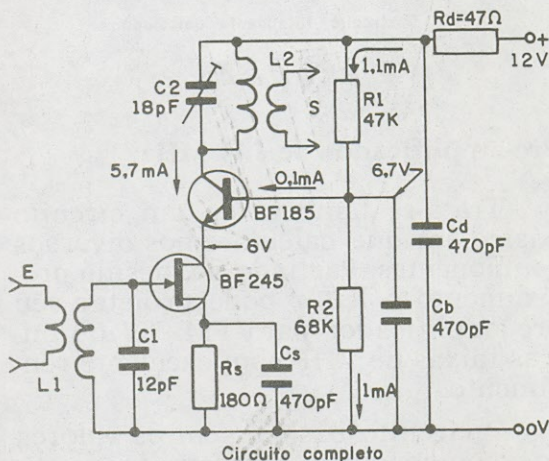 Rd=47Ω
+
12V
L2
1,1mA
C2
18pF
S
R1
47K
5,7mA
0,1mA
6,7V
BF185
Cd
470pF
6V
E
BF245
R2
68K
Cb
470pF
L1
C1
12pF
Rs
180Ω
Cs
470pF
1mA
0V
Circuito completo